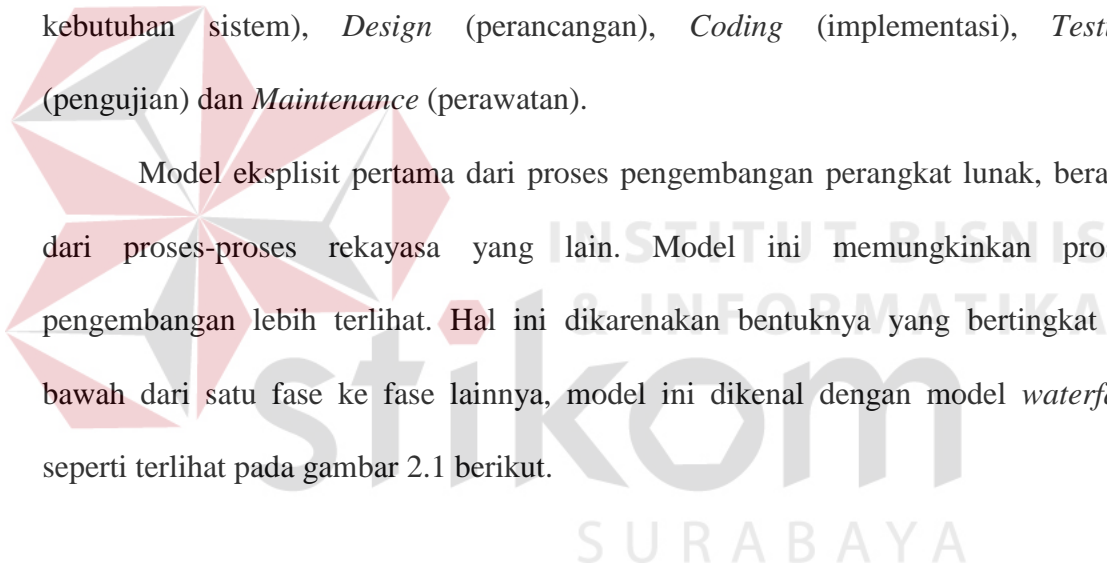 kebutuhan sistem), Design (perancangan), Coding (implementasi), Testi
(pengujian) dan Maintenance (perawatan).
Model eksplisit pertama dari proses pengembangan perangkat lunak, bera
dari proses-proses rekayasa yang lain. Model ini memungkinkan pro
pengembangan lebih terlihat. Hal ini dikarenakan bentuknya yang bertingkat
bawah dari satu fase ke fase lainnya, model ini dikenal dengan model waterfa
seperti terlihat pada gambar 2.1 berikut.
INSTITUT BISNIS
& INFORMATIKA
stikom
SURABAYA